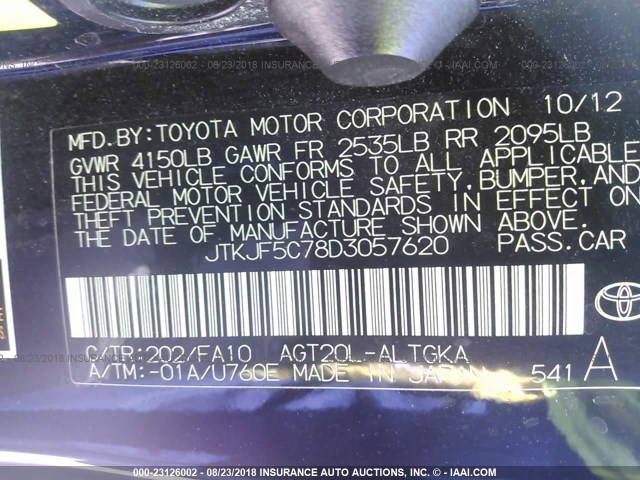 000-23126002 - 08/23/2018 INSURANCE AUTO AUCTIONS INC. © - IAAI.COM
MFD.BY:TOYOTA MOTOR CORPORATION 10/12
GVWR 4150LB GAWR FR 2535LB RR 2095LB
THIS VEHICLE CONFORMS TO ALL APPLICABLE
FEDERAL MOTOR VEHICLE SAFETY,BUMPER,AND
THEFT PREVENTION STANDARDS IN EFFECT ON
THE DATE OF MANUFACTURE SHOWN ABOVE.
JTKJF5C78D3057620 PASS.CAR
TOYOTA
C/TR:202/FA10 AGT20L-ALTGKA
A/TM:-01A/U760E MADE IN JAPAN 541 A
000-23126002 - 08/23/2018 INSURANCE AUTO AUCTIONS INC. © - IAAI.COM